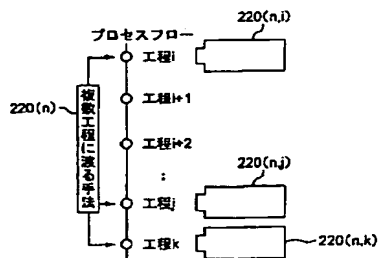 220(n,i)
プロセスフロー
工程i
220(n)
工程i+1
複数工程に渡る手法
工程i+2
220(n,j)
:
工程j
工程k
220(n,k)